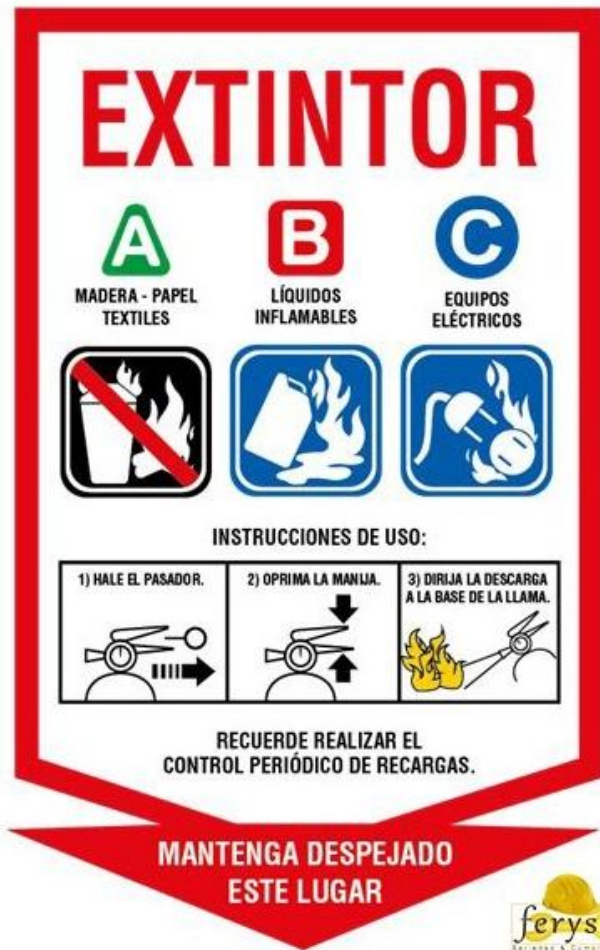 EXTINTOR
A
B
C
MADERA - PAPEL
TEXTILES
LÍQUIDOS
INFLAMABLES
EQUIPOS
ELÉCTRICOS
INSTRUCCIONES DE USO:
1) HALE EL PASADOR.
2) OPRIMA LA MANIJA.
3) DIRIJA LA DESCARGA
A LA BASE DE LA LLAMA.
RECUERDE REALIZAR EL
CONTROL PERIÓDICO DE RECARGAS.
MANTENGA DESPEJADO
ESTE LUGAR
ferys